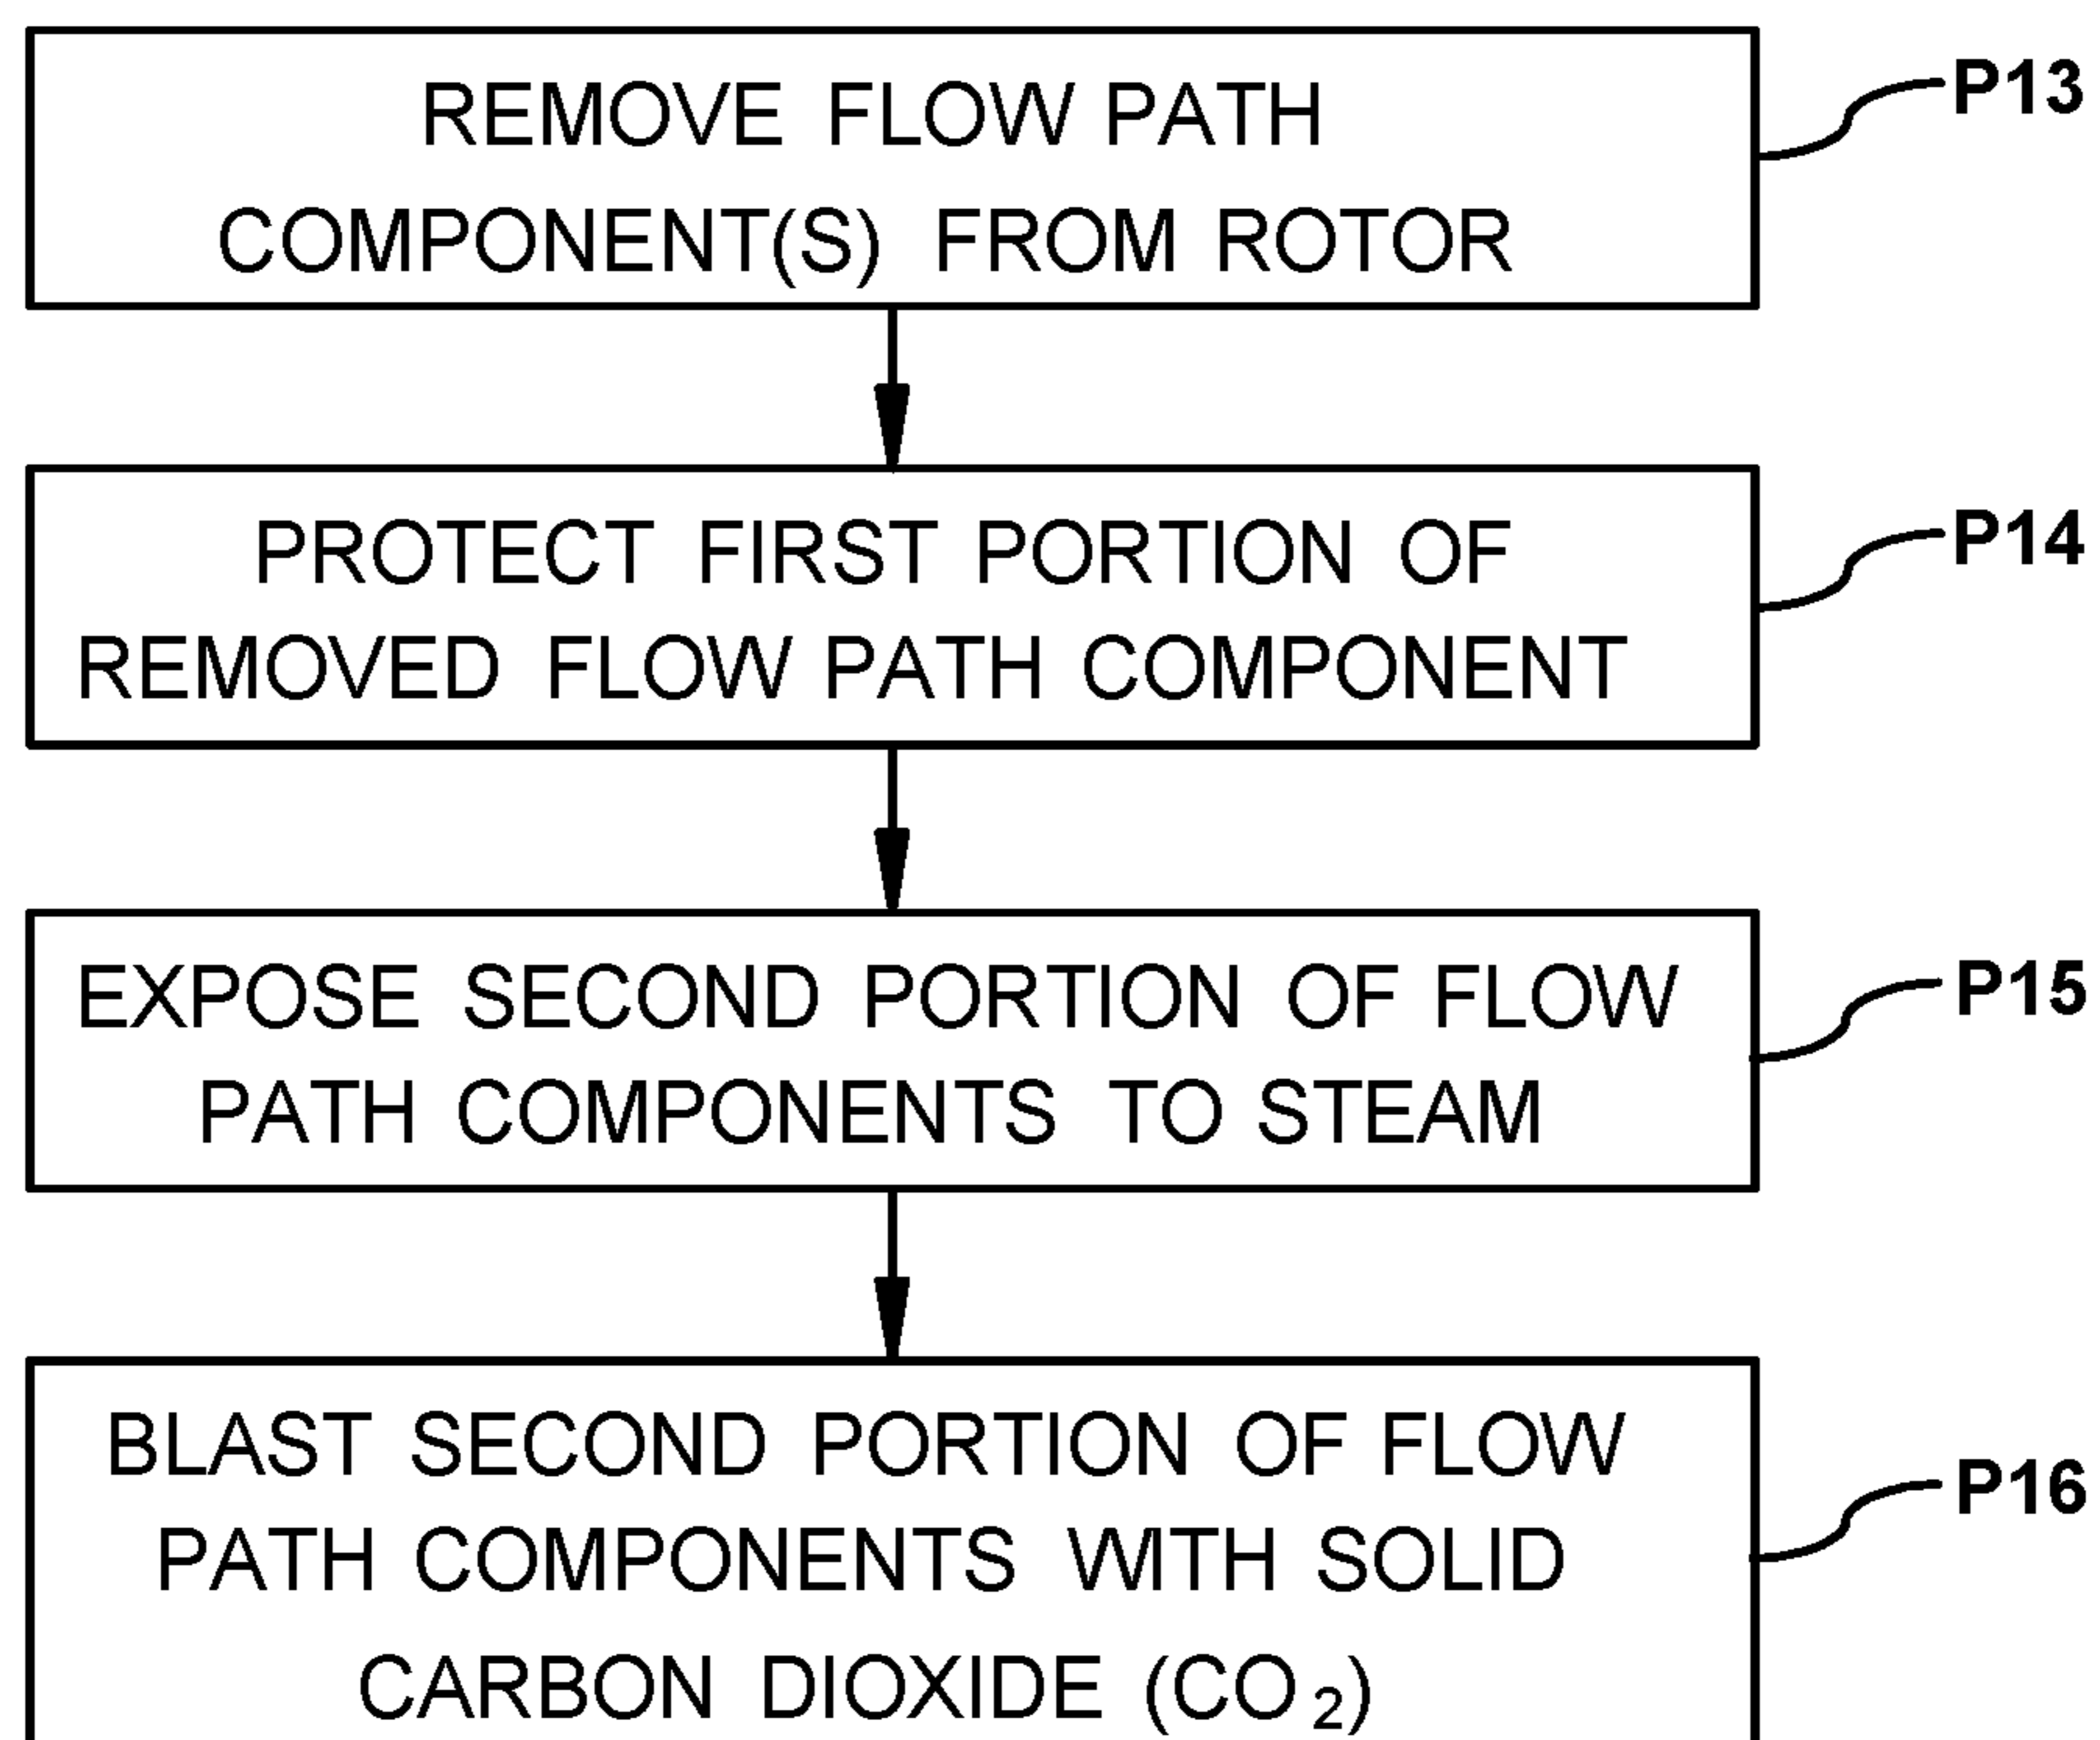 REMOVE FLOW PATH
COMPONENT(S) FROM ROTOR
P13
PROTECT FIRST PORTION OF
REMOVED FLOW PATH COMPONENT
P14
EXPOSE SECOND PORTION OF FLOW
PATH COMPONENTS TO STEAM
P15
BLAST SECOND PORTION OF FLOW
PATH COMPONENTS WITH SOLID
CARBON DIOXIDE (CO₂)
P16